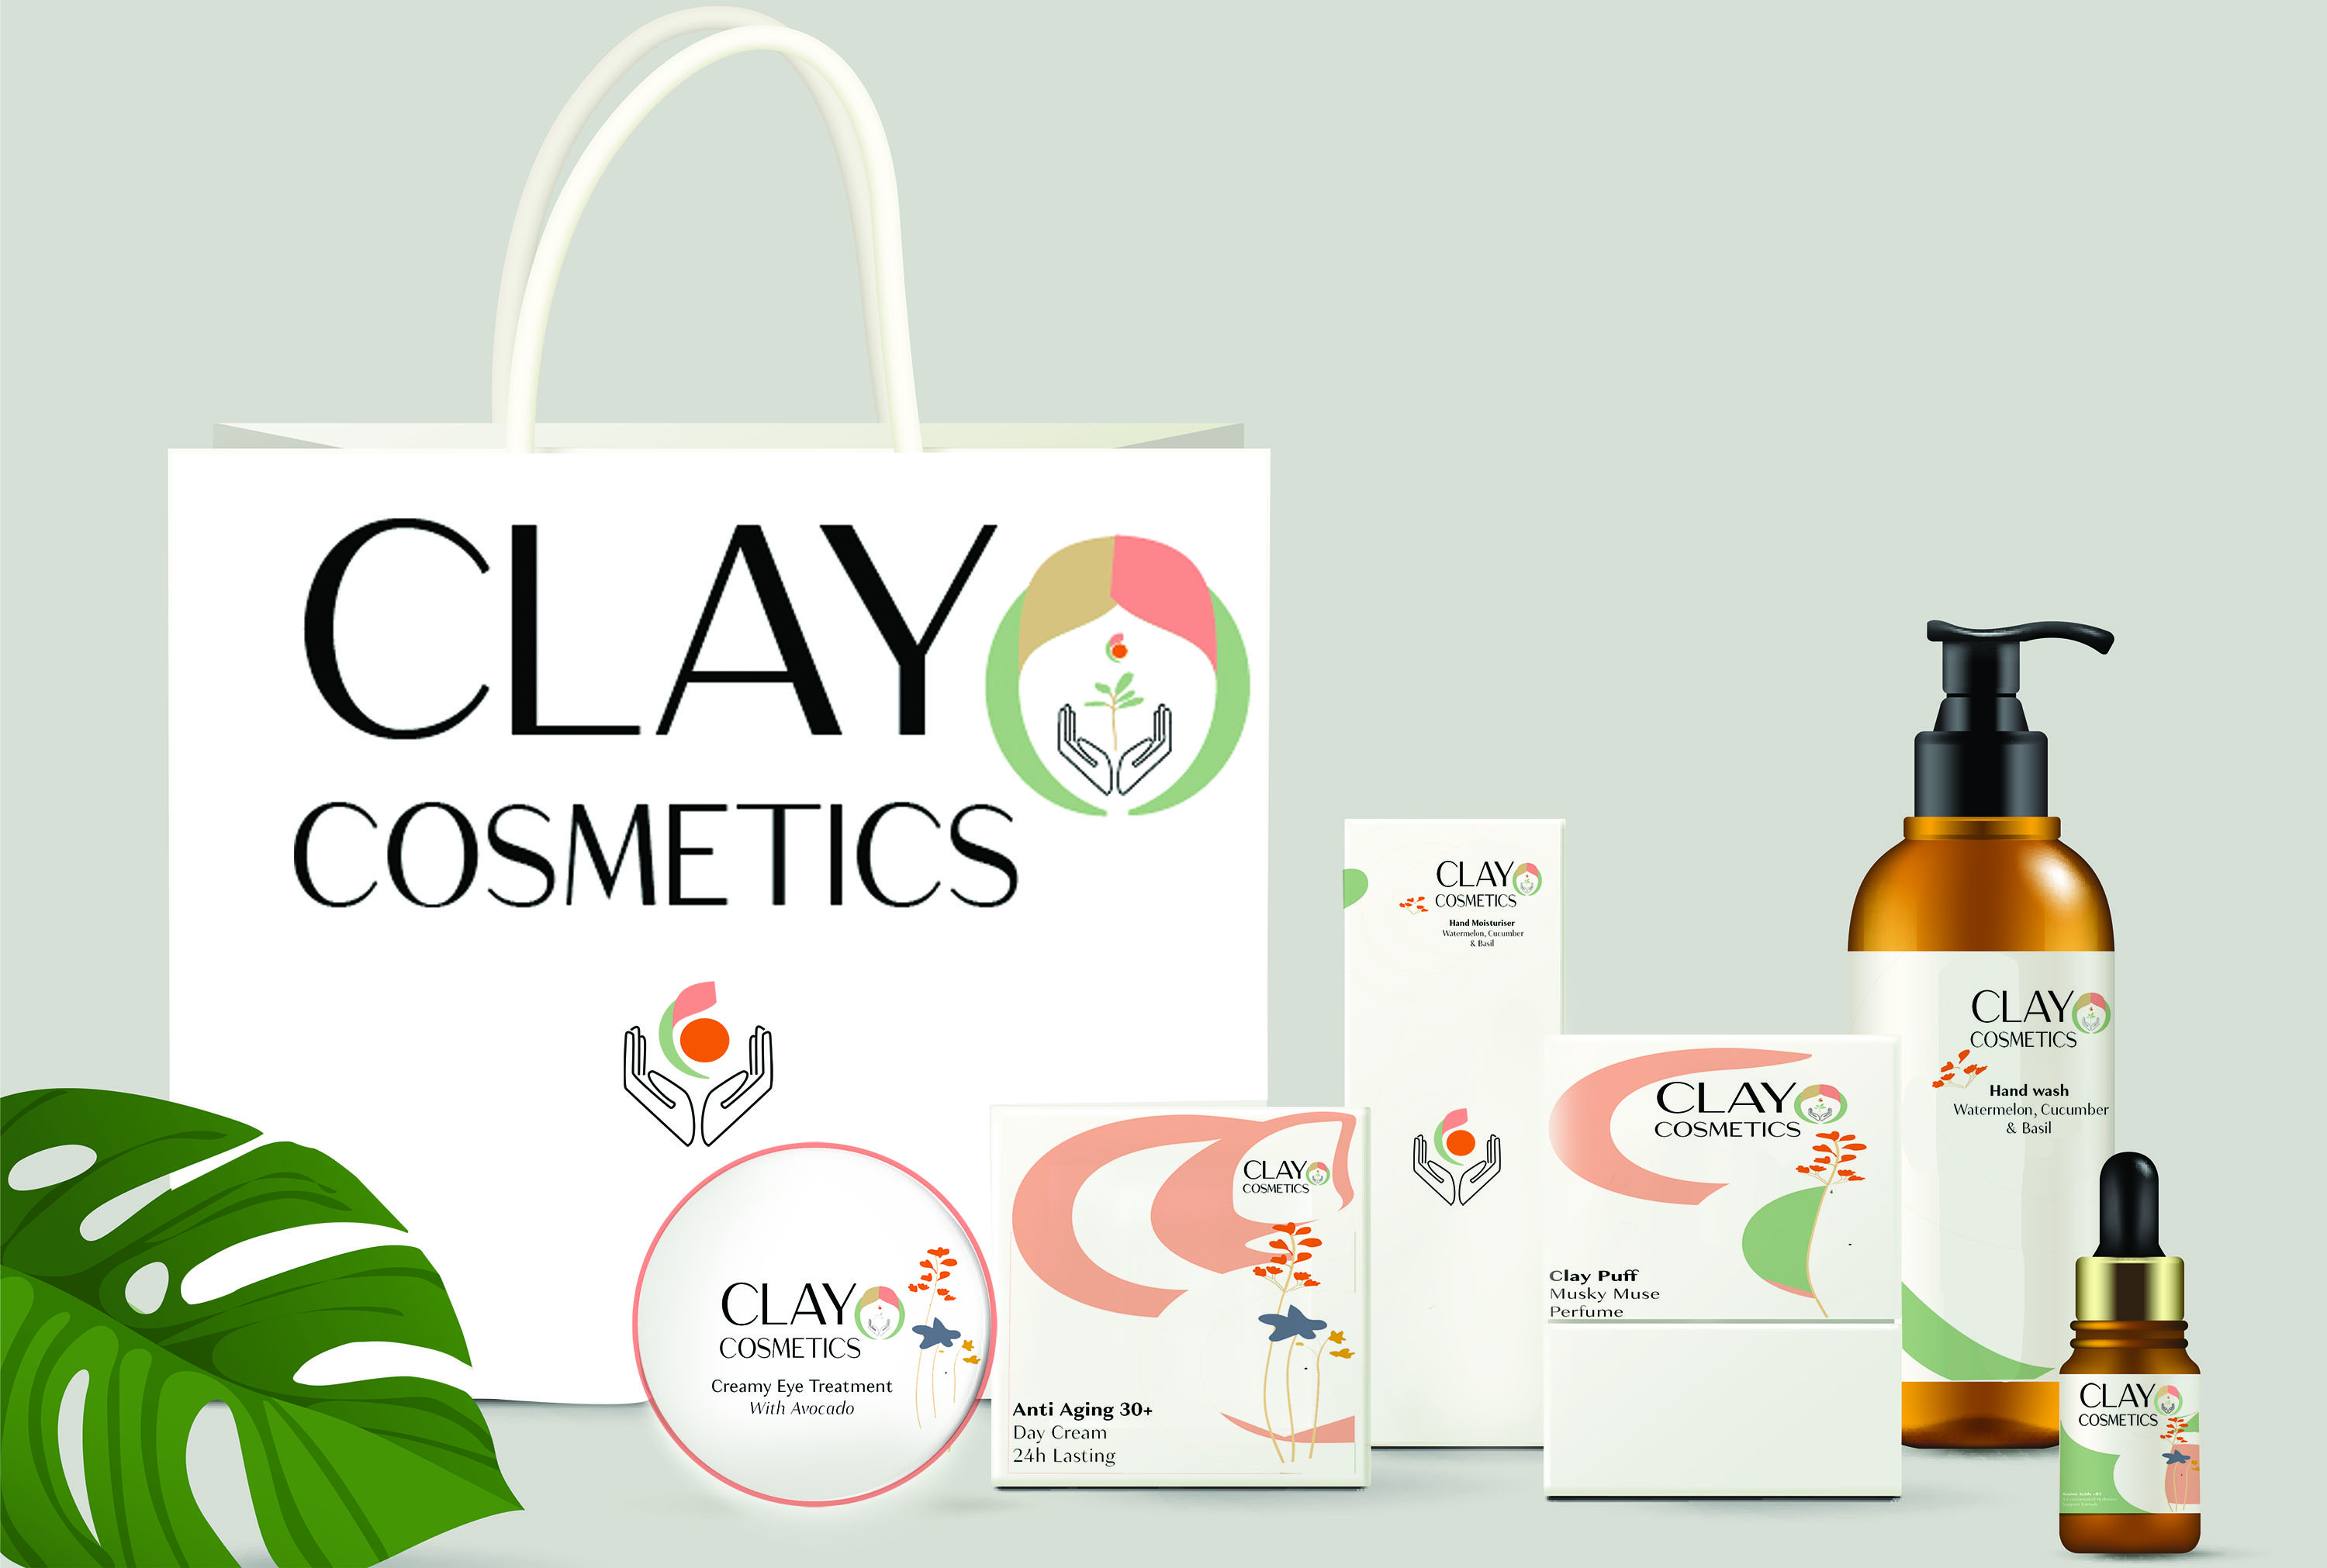 CLAY
COSMETICS
CLAY
COSMETICS
Creamy Eye Treatment
With Avocado
CLAY
COSMETICS
Anti Aging 30+
Day Cream
24h Lasting
CLAY
COSMETICS
Hand Moisturiser
Watermelon, Cucumber
& Basil
CLAY
COSMETICS
Clay Puff
Musky Muse
Perfume
CLAY
COSMETICS
Hand wash
Watermelon, Cucumber
& Basil
CLAY
COSMETICS